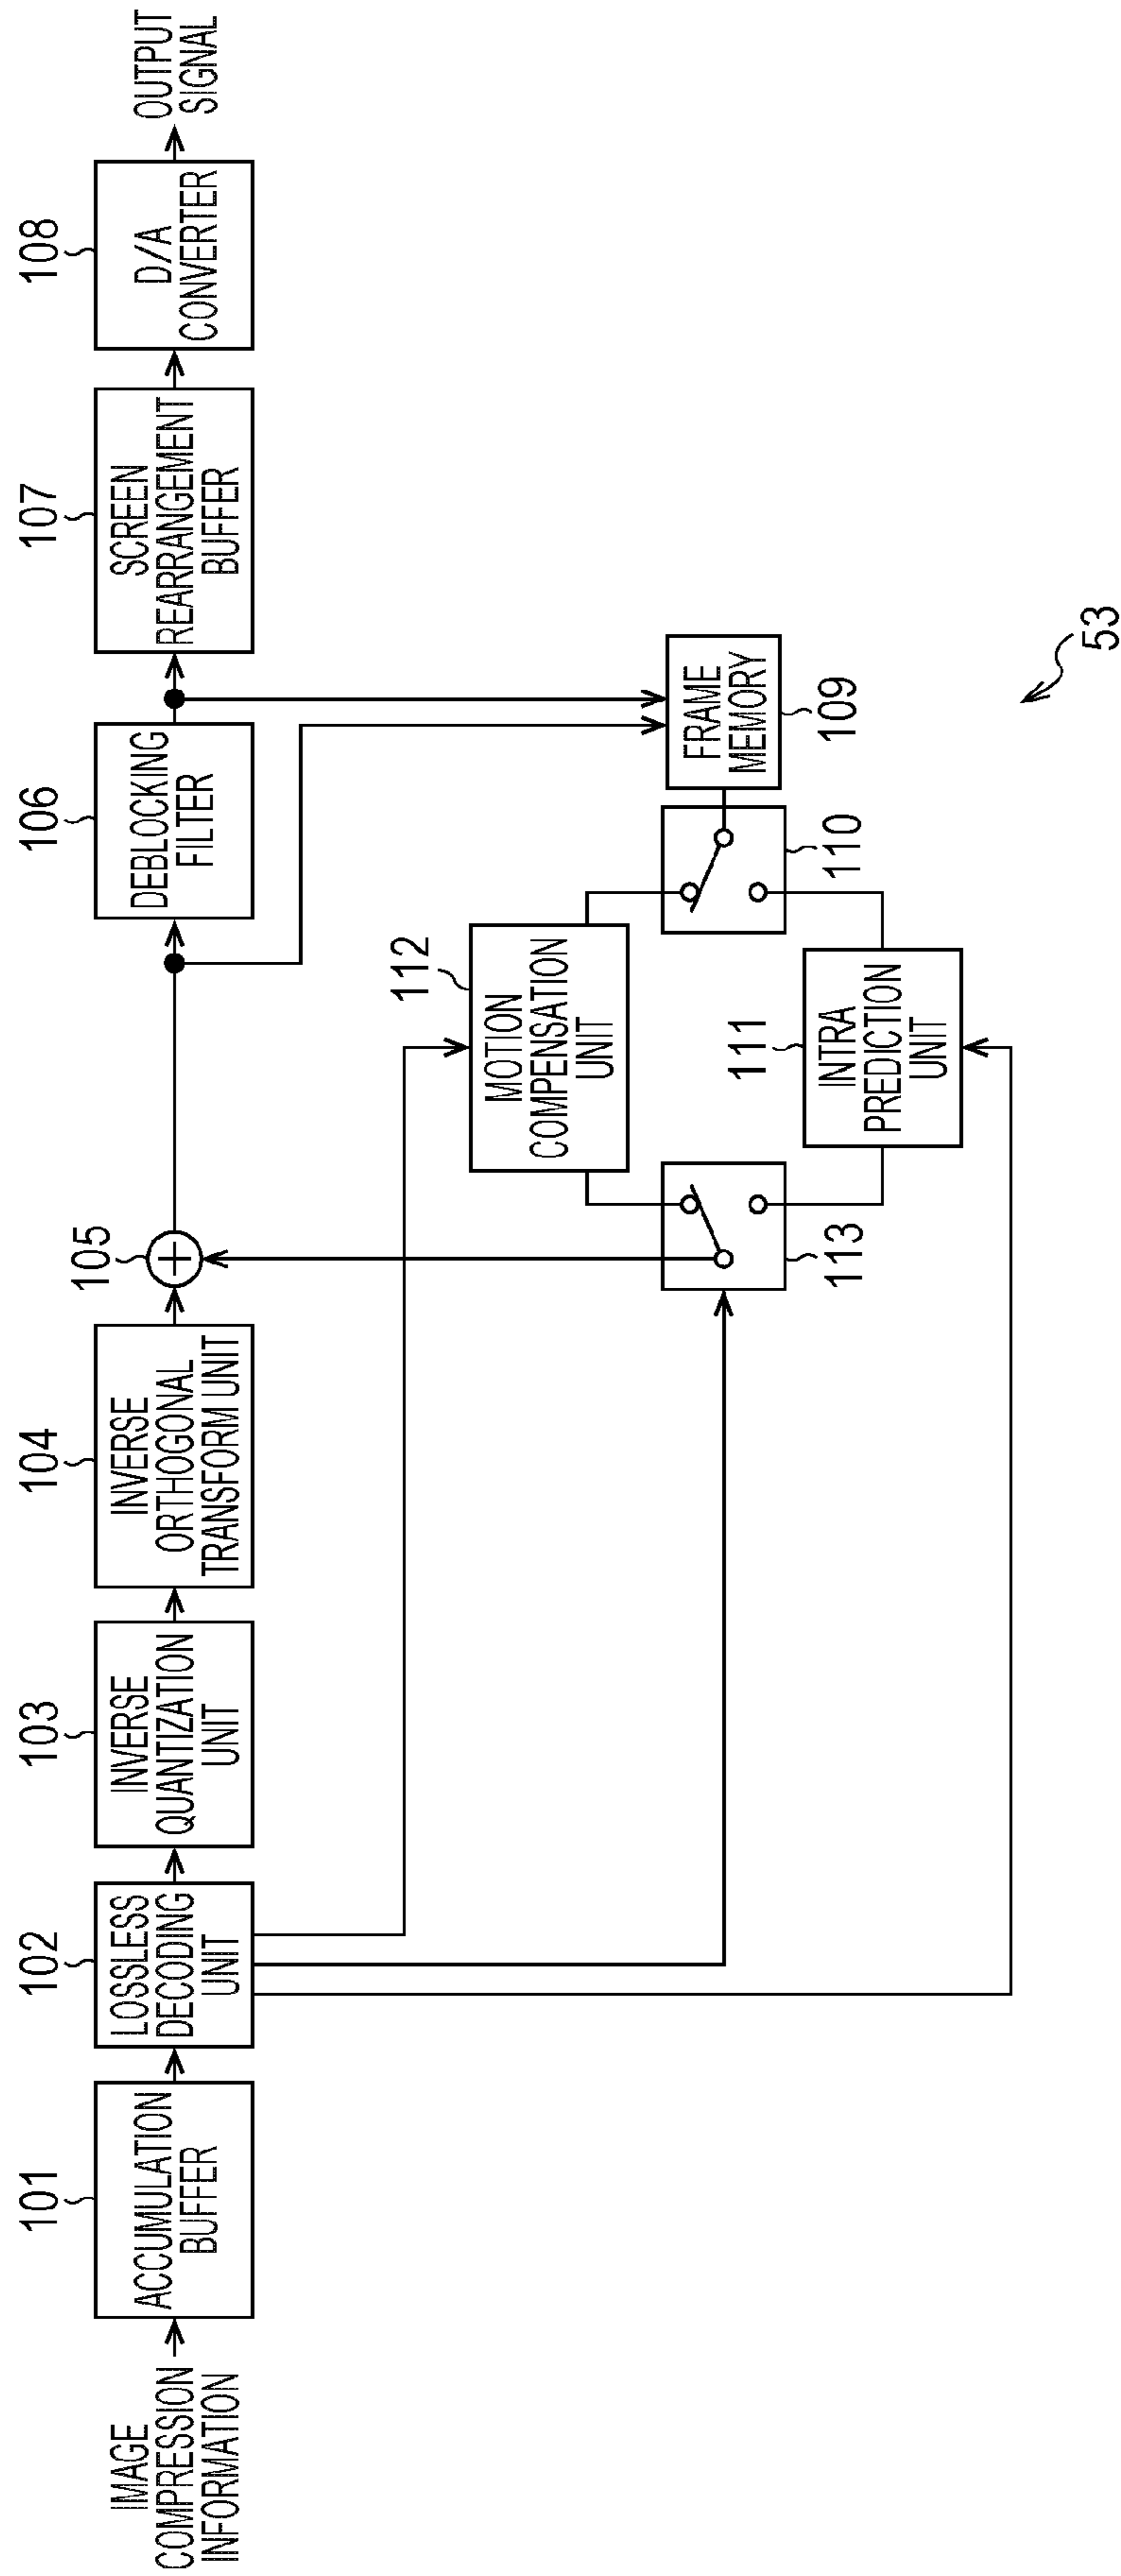 IMAGE
COMPRESSION
INFORMATION
101
ACCUMULATION
BUFFER
102
LOSSLESS
DECODING
UNIT
103
INVERSE
QUANTIZATION
UNIT
104
INVERSE
ORTHOGONAL
TRANSFORM UNIT
105
106
DEBLOCKING
FILTER
107
SCREEN
REARRANGEMENT
BUFFER
108
D/A
CONVERTER
OUTPUT
SIGNAL
112
MOTION
COMPENSATION
UNIT
FRAME
MEMORY
109
110
113
111
INTRA
PREDICTION
UNIT
53